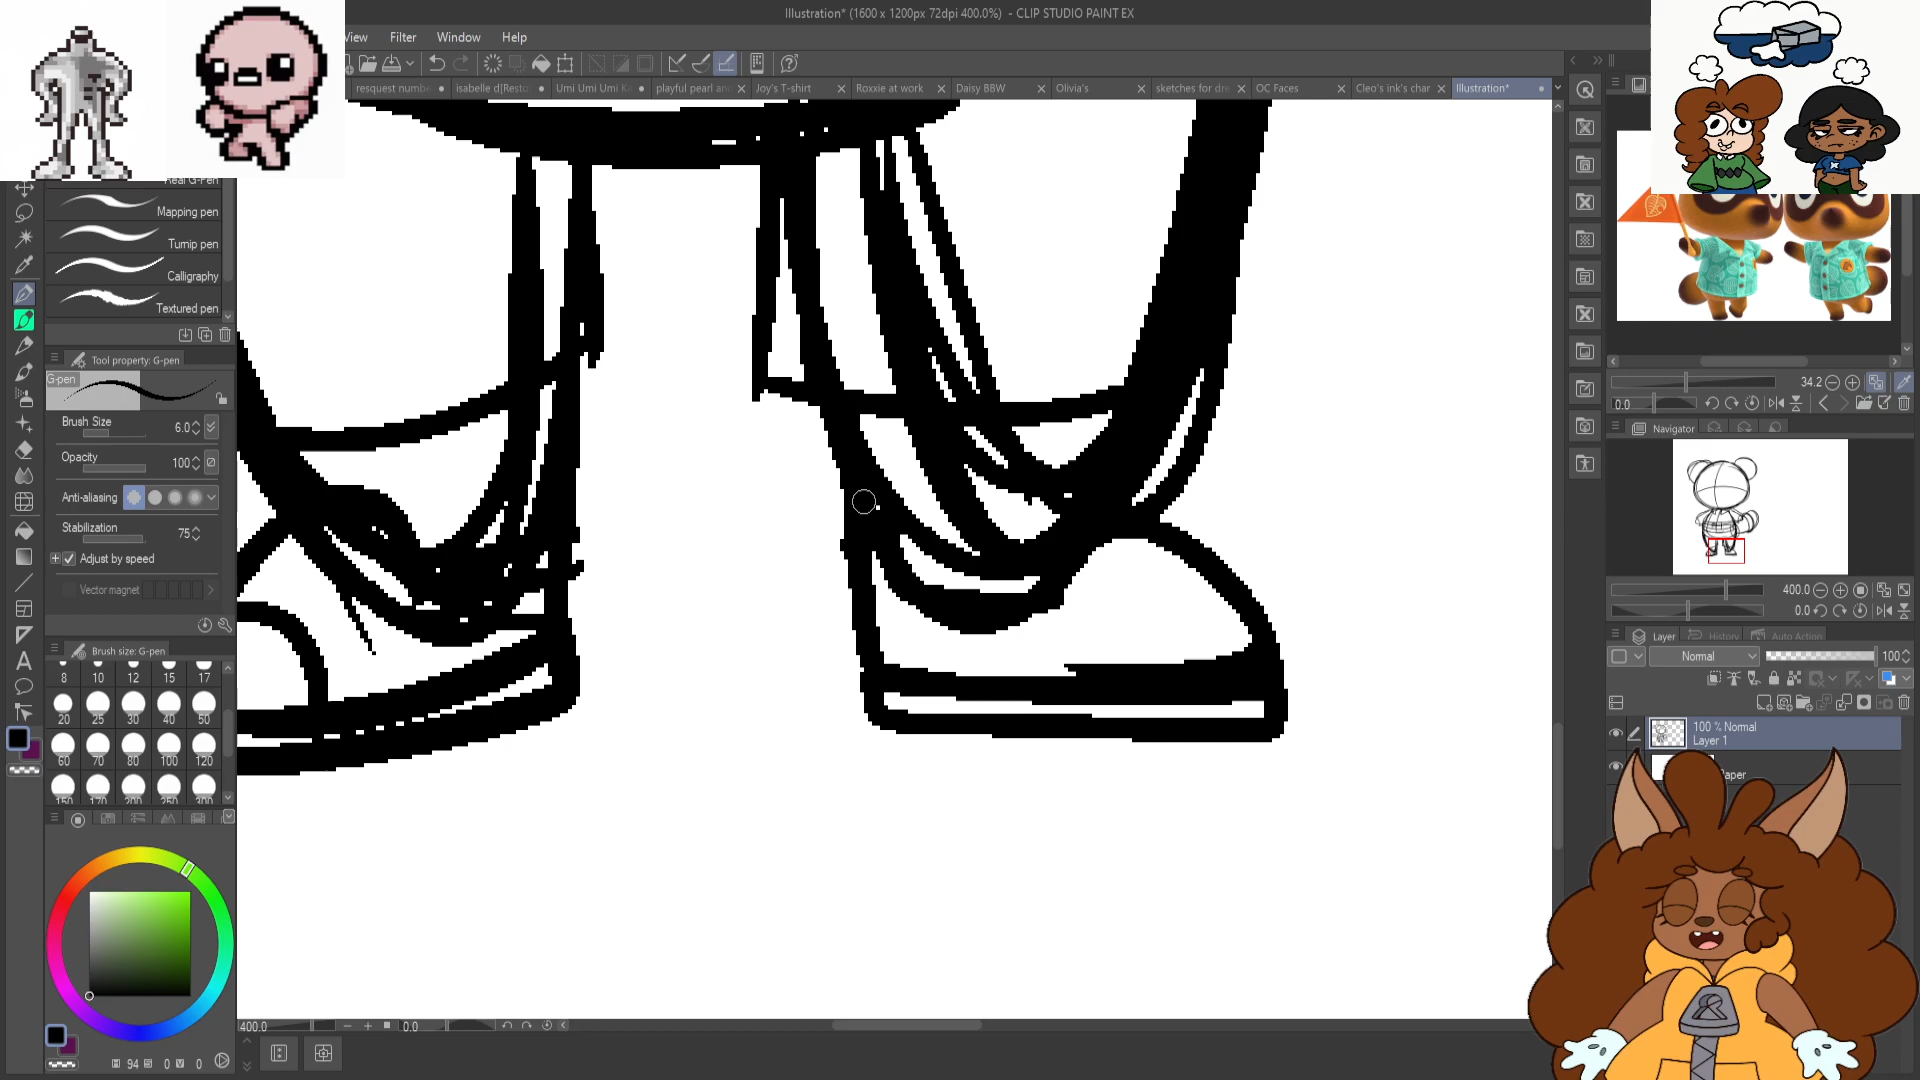 Illustration* (1600 x 1200px 72dpi 400.0%) - CLIP STUDIO PAINT EX
View Filter Window Help
resquest numbe isabelle d[Resto Umi Umi Umi Ka playful pearl an Joy's T-shirt Roxxie at work Daisy BBW Olivia's sketches for dre OC Faces Cleo's ink's char Illustration*
Real G-Pen
Mapping pen
Turnip pen
Calligraphy
Textured pen
Tool property: G-pen
G-pen
Brush Size 6.0
Opacity 100
Anti-aliasing
Stabilization 75
Adjust by speed
Vector magnet
Brush size: G-pen
8 10 12 15 17
20 25 30 40 50
60 70 80 100 120
150 170 200 250 300
94 0 0
400.0 0.0
34.2
0.0
Navigator
400.0
0.0
Layer History Auto Action
Normal 100
100 % Normal
Layer 1
Paper